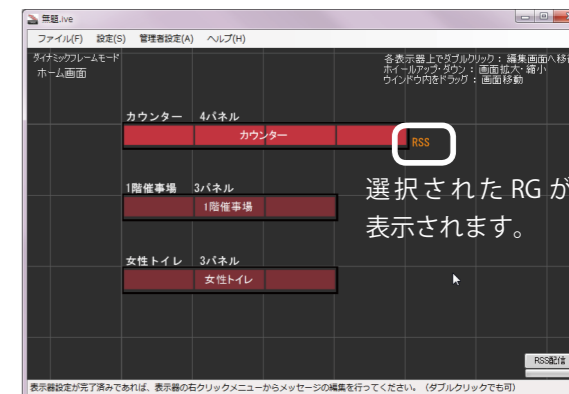 無題.lve
ファイル(F) 設定(S) 管理者設定(A) ヘルプ(H)
ダイナミックフレームモード
ホーム画面
各表示器上でダブルクリック：編集画面へ移
ホイールアップ・ダウン：画面拡大・縮小
ウインドウ内をドラッグ：画面移動
カウンター 4パネル
カウンター
RSS
選択された RG が
表示されます。
1階催事場 3パネル
1階催事場
女性トイレ 3パネル
女性トイレ
RSS配信
表示器設定が完了済みであれば、表示器の右クリックメニューからメッセージの編集を行ってください。（ダブルクリックでも可）